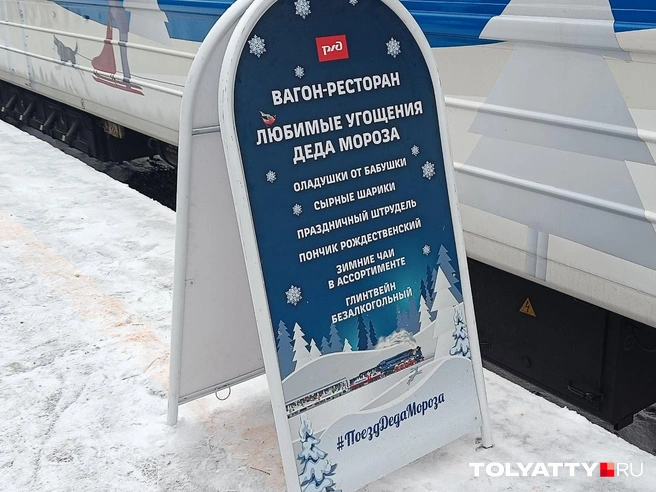 РЖД
ВАГОН-РЕСТОРАН
ЛЮБИМЫЕ УГОЩЕНИЯ
ДЕДА МОРОЗА
ОЛАДУШКИ ОТ БАБУШКИ
СЫРНЫЕ ШАРИКИ
ПРАЗДНИЧНЫЙ ШТРУДЕЛЬ
ПОНЧИК РОЖДЕСТВЕНСКИЙ
ЗИМНИЕ ЧАИ
В АССОРТИМЕНТЕ
ГЛИНТВЕЙН
БЕЗАЛКОГОЛЬНЫЙ
#ПоездДедаМороза
TOLYATTY RU